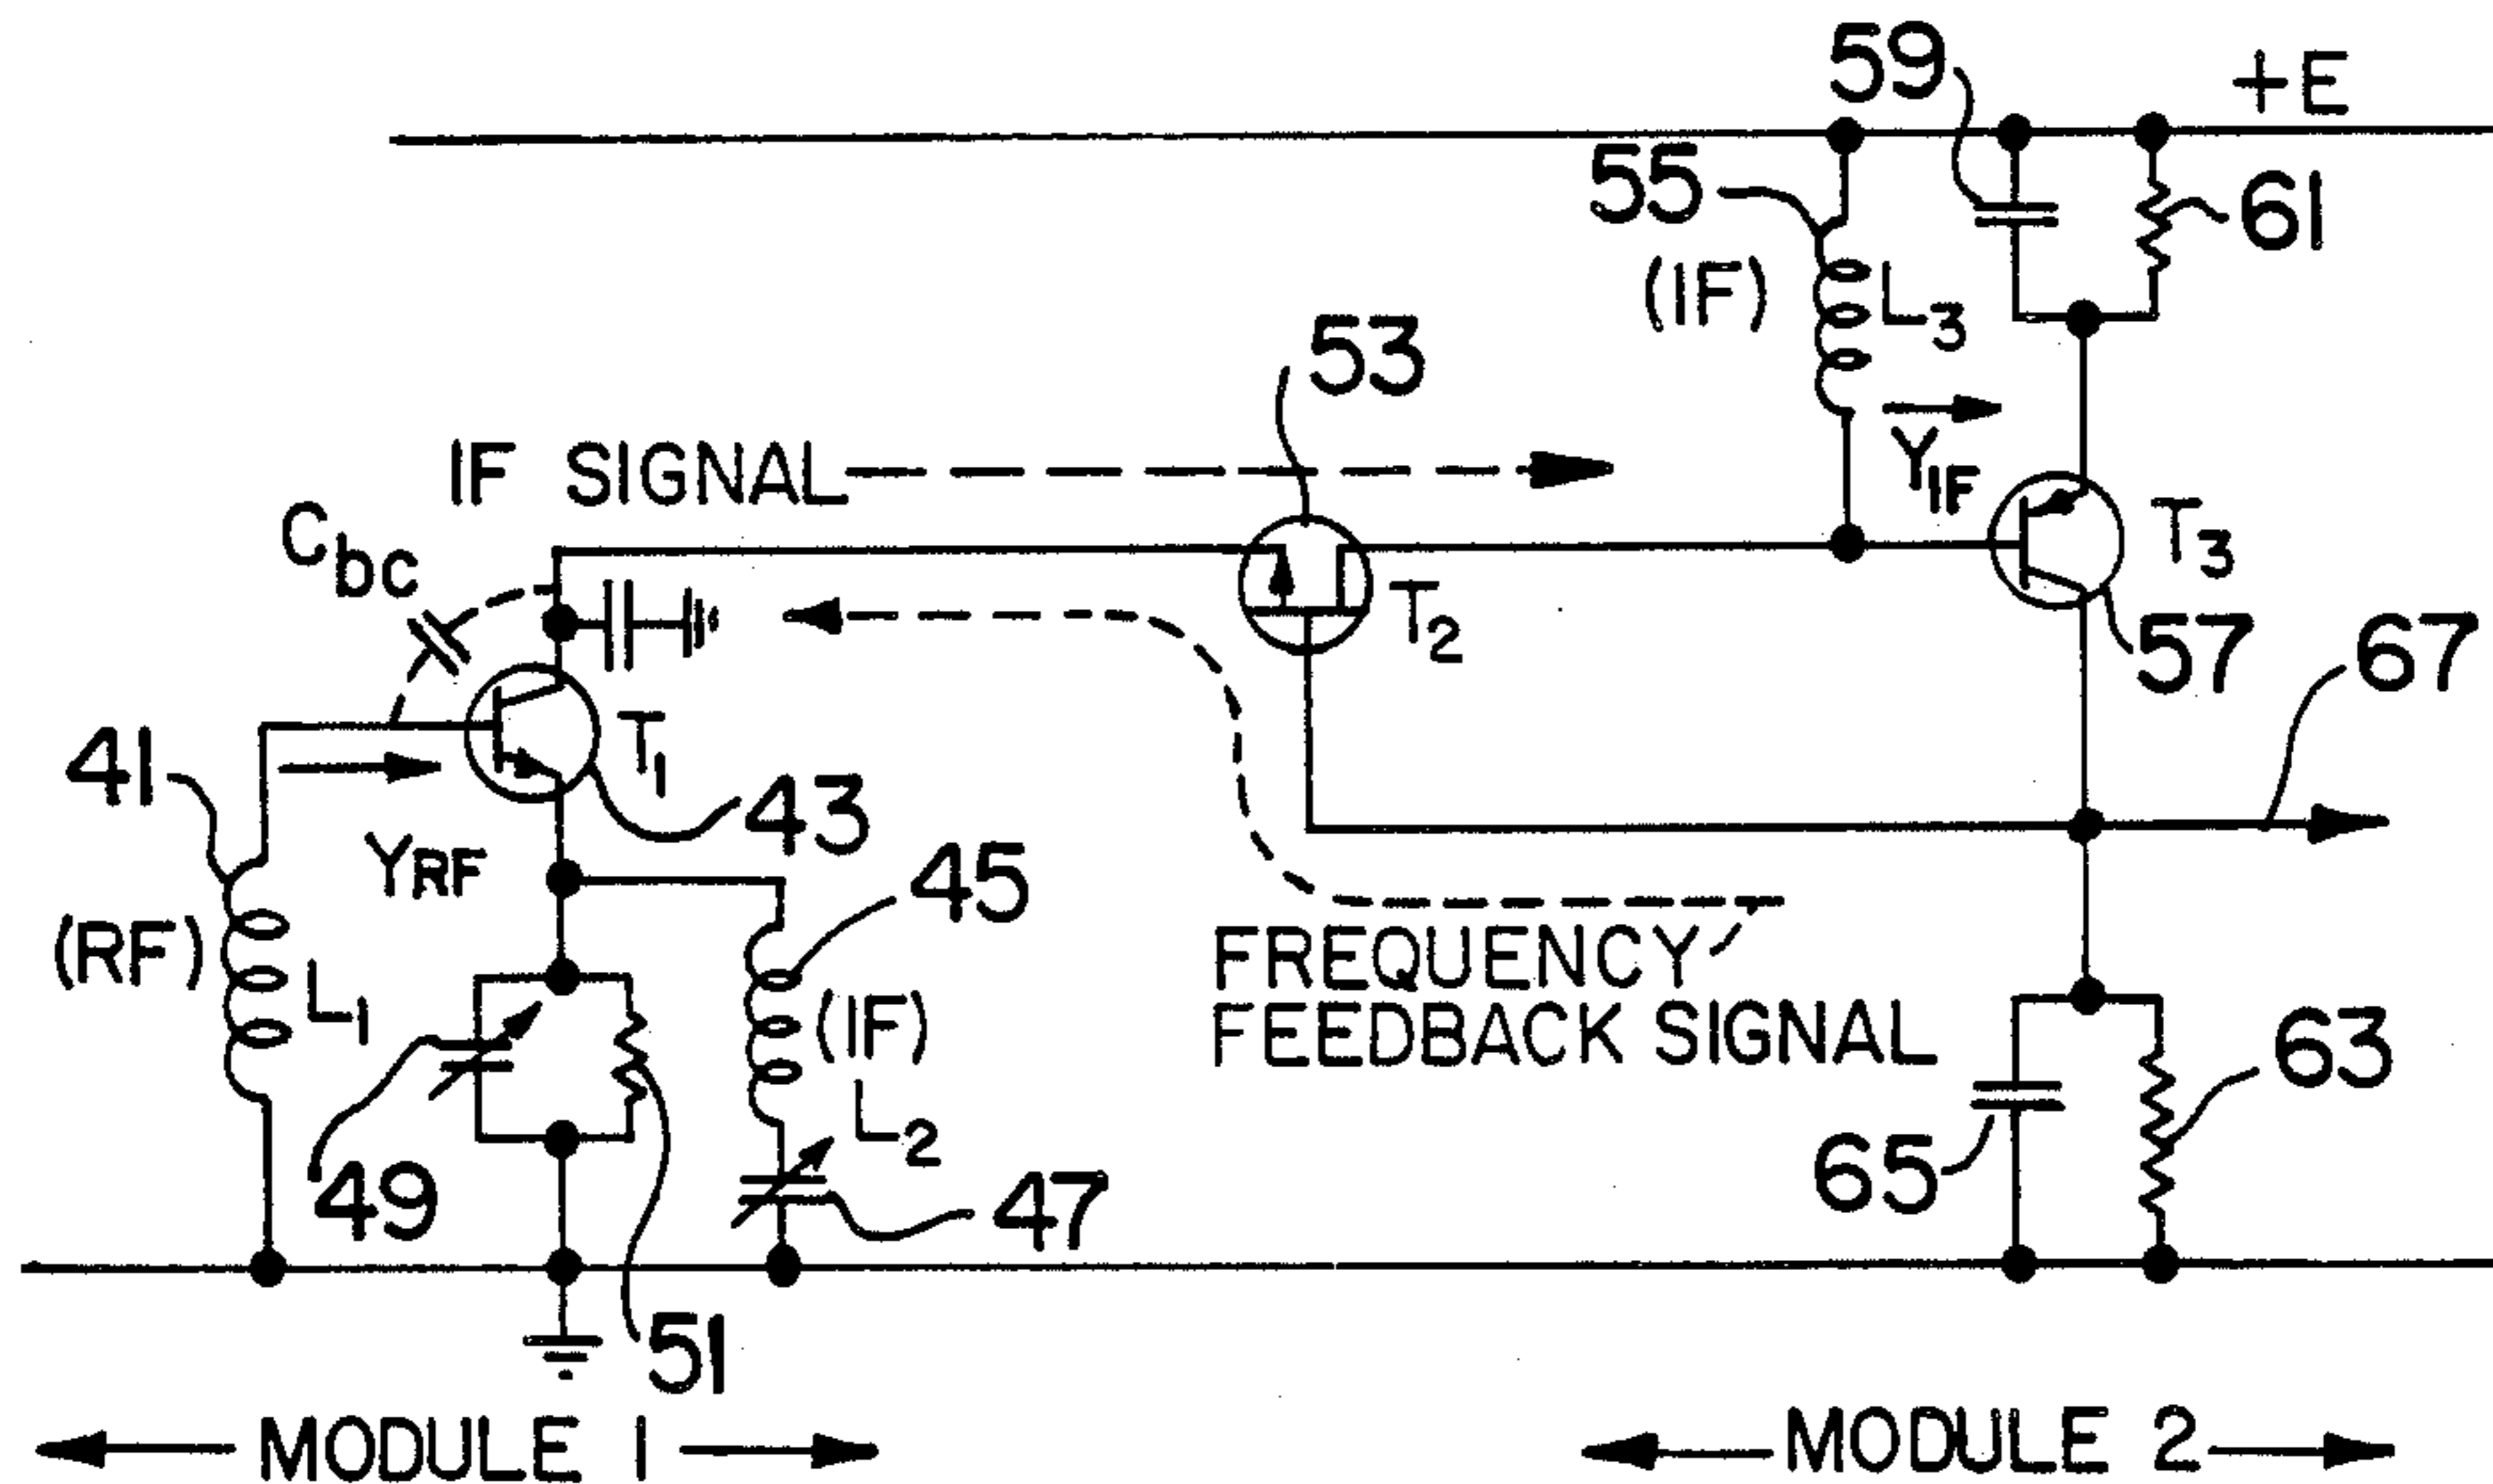 59
+E
55
61
(IF)
L3
53
IF SIGNAL
YIF
Cbc
T3
T2
57
67
41
T1
43
YRF
45
(RF)
L1
FREQUENCY
FEEDBACK SIGNAL
(IF)
63
L2
65
49
47
51
MODULE 1
MODULE 2